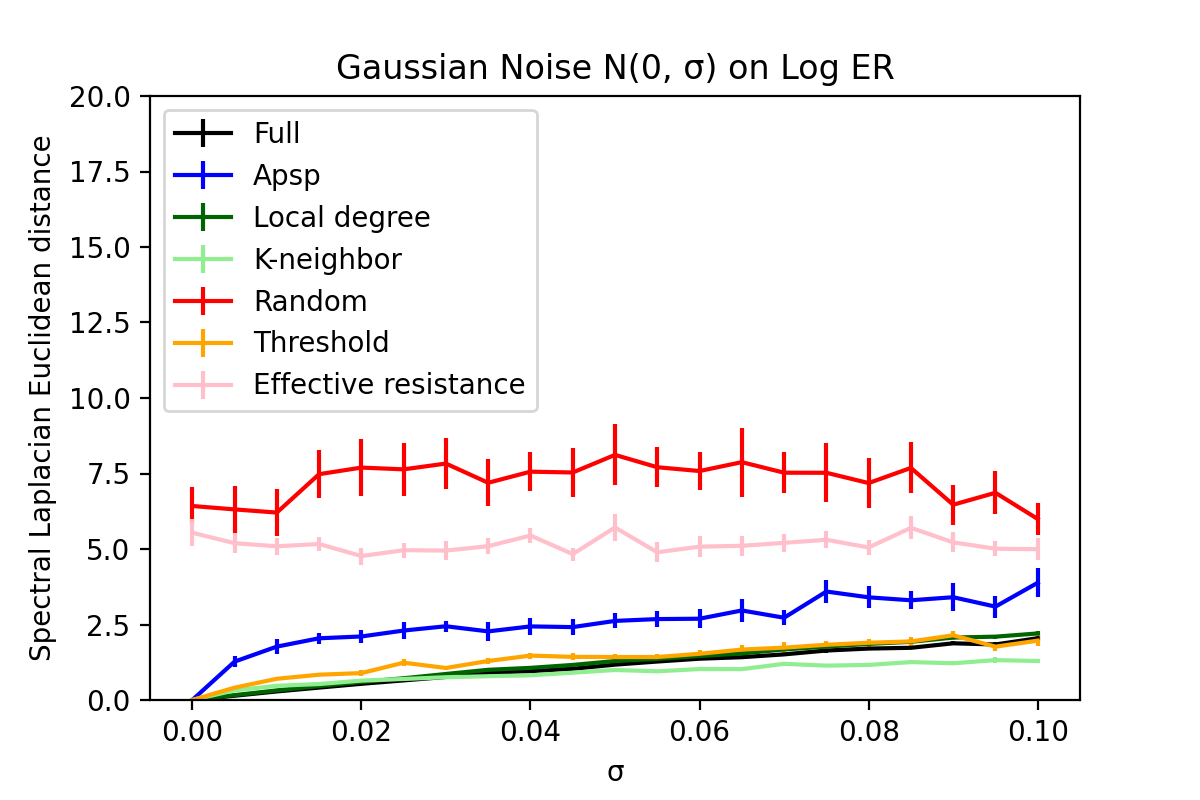 Gaussian Noise N(0, σ) on Log ER
Spectral Laplacian Euclidean distance
20.0
17.5
15.0
12.5
10.0
7.5
5.0
2.5
0.0
Full
Apsp
Local degree
K-neighbor
Random
Threshold
Effective resistance
0.00 0.02 0.04 0.06 0.08 0.10
σ